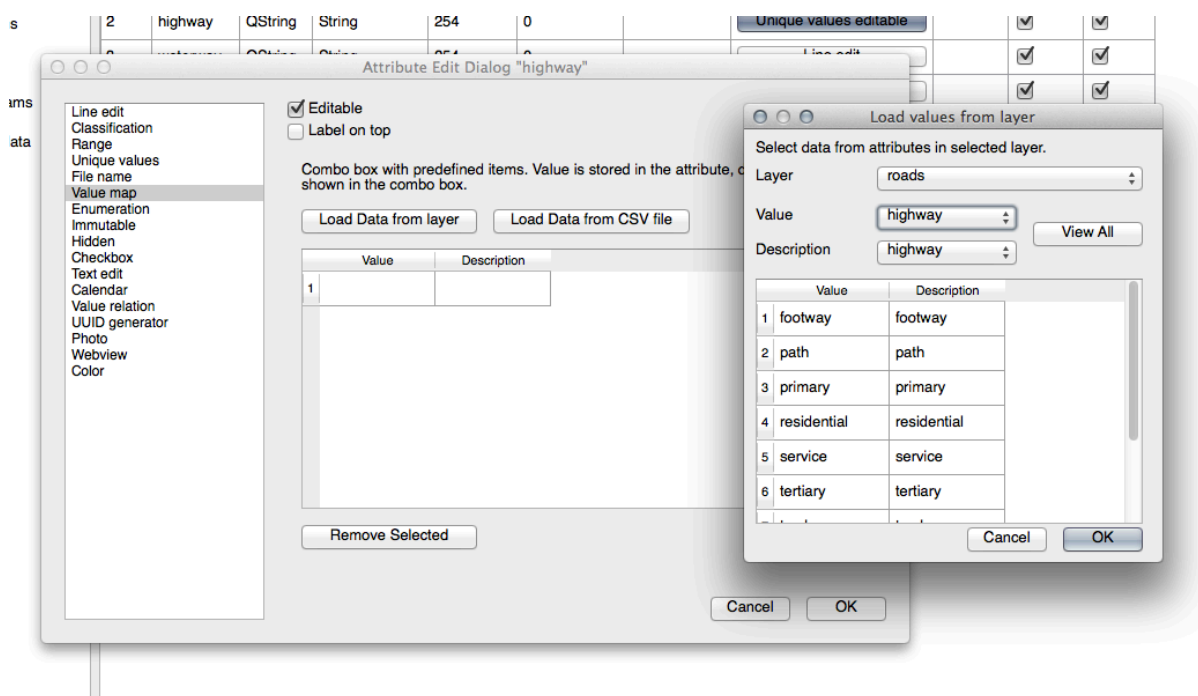 s
2 highway QString String 254 0 Unique values editable
Line edit
ams
ata
Attribute Edit Dialog "highway"
Line edit
Classification
Range
Unique values
File name
Value map
Enumeration
Immutable
Hidden
Checkbox
Text edit
Calendar
Value relation
UUID generator
Photo
Webview
Color
Editable
Label on top
Combo box with predefined items. Value is stored in the attribute,
shown in the combo box.
Load Data from layer Load Data from CSV file
Value Description
1
Remove Selected
Cancel OK
Load values from layer
Select data from attributes in selected layer.
Layer roads
Value highway
View All
Description highway
Value Description
1 footway footway
2 path path
3 primary primary
4 residential residential
5 service service
6 tertiary tertiary
Cancel OK